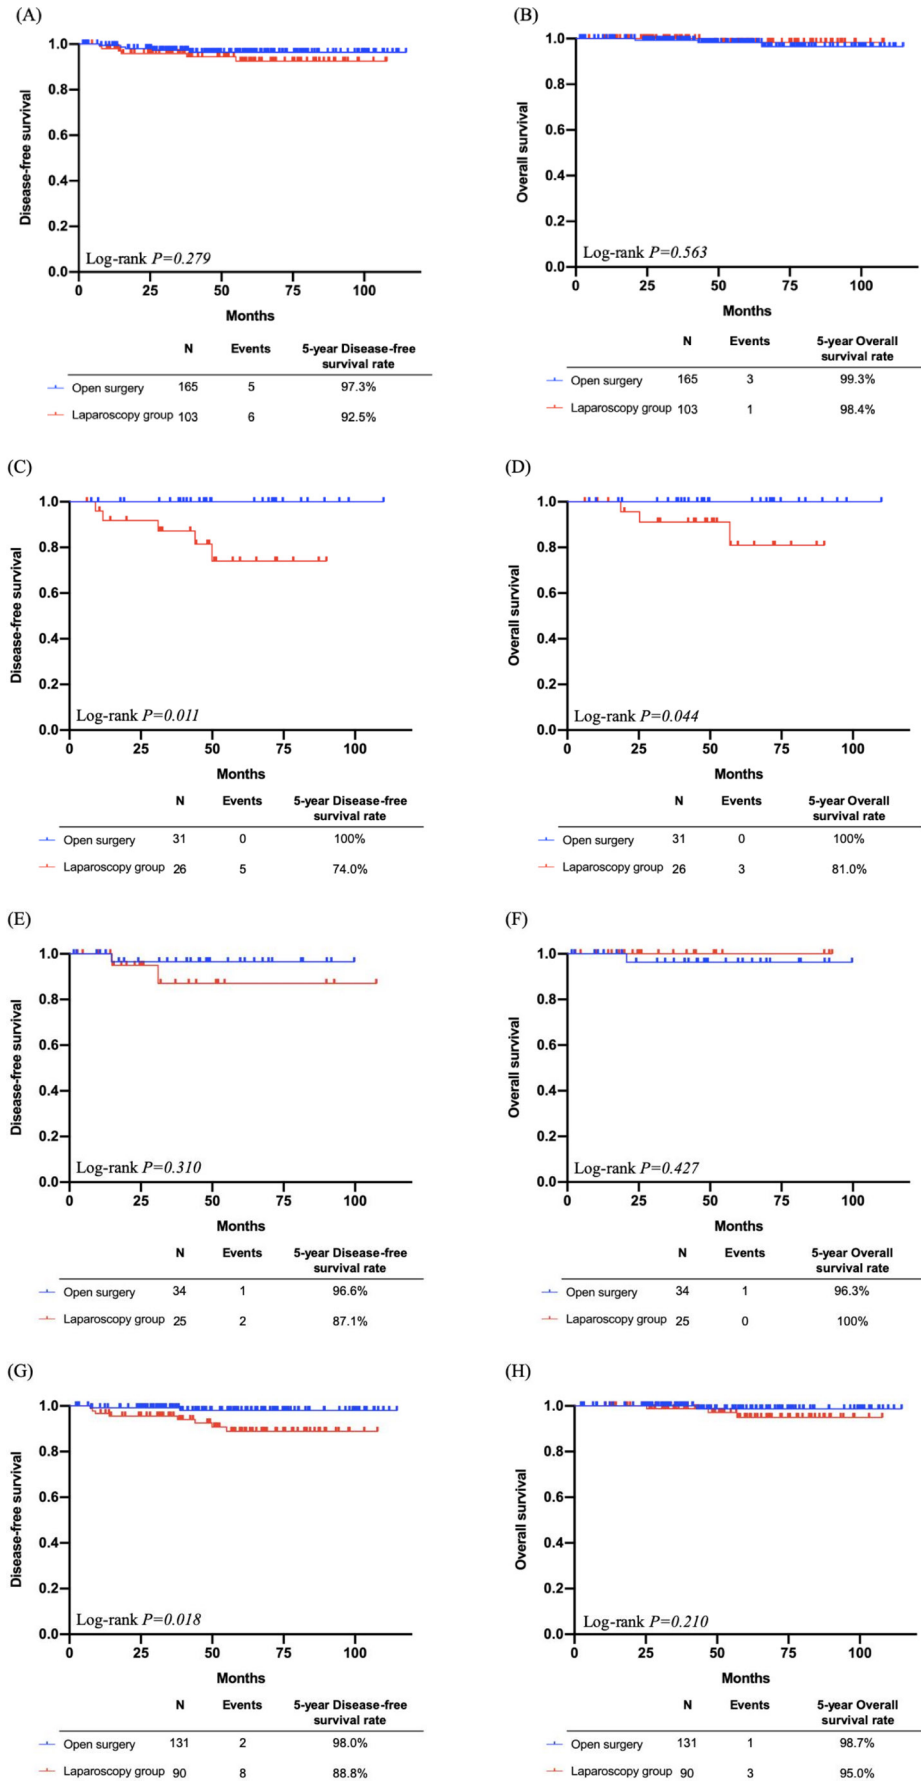 (A)
Disease-free survival
1.0
0.8
0.6
0.4
0.2
0.0
Log-rank P=0.279
0 25 50 75 100
Months
N Events 5-year Disease-free
survival rate
Open surgery 165 5 97.3%
Laparoscopy group 103 6 92.5%
(B)
Overall survival
1.0
0.8
0.6
0.4
0.2
0.0
Log-rank P=0.563
0 25 50 75 100
Months
N Events 5-year Overall
survival rate
Open surgery 165 3 99.3%
Laparoscopy group 103 1 98.4%
(C)
Disease-free survival
1.0
0.8
0.6
0.4
0.2
0.0
Log-rank P=0.011
0 25 50 75 100
Months
N Events 5-year Disease-free
survival rate
Open surgery 31 0 100%
Laparoscopy group 26 5 74.0%
(D)
Overall survival
1.0
0.8
0.6
0.4
0.2
0.0
Log-rank P=0.044
0 25 50 75 100
Months
N Events 5-year Overall
survival rate
Open surgery 31 0 100%
Laparoscopy group 26 3 81.0%
(E)
Disease-free survival
1.0
0.8
0.6
0.4
0.2
0.0
Log-rank P=0.310
0 25 50 75 100
Months
N Events 5-year Disease-free
survival rate
Open surgery 34 1 96.6%
Laparoscopy group 25 2 87.1%
(F)
Overall survival
1.0
0.8
0.6
0.4
0.2
0.0
Log-rank P=0.427
0 25 50 75 100
Months
N Events 5-year Overall
survival rate
Open surgery 34 1 96.3%
Laparoscopy group 25 0 100%
(G)
Disease-free survival
1.0
0.8
0.6
0.4
0.2
0.0
Log-rank P=0.018
0 25 50 75 100
Months
N Events 5-year Disease-free
survival rate
Open surgery 131 2 98.0%
Laparoscopy group 90 8 88.8%
(H)
Overall survival
1.0
0.8
0.6
0.4
0.2
0.0
Log-rank P=0.210
0 25 50 75 100
Months
N Events 5-year Overall
survival rate
Open surgery 131 1 98.7%
Laparoscopy group 90 3 95.0%